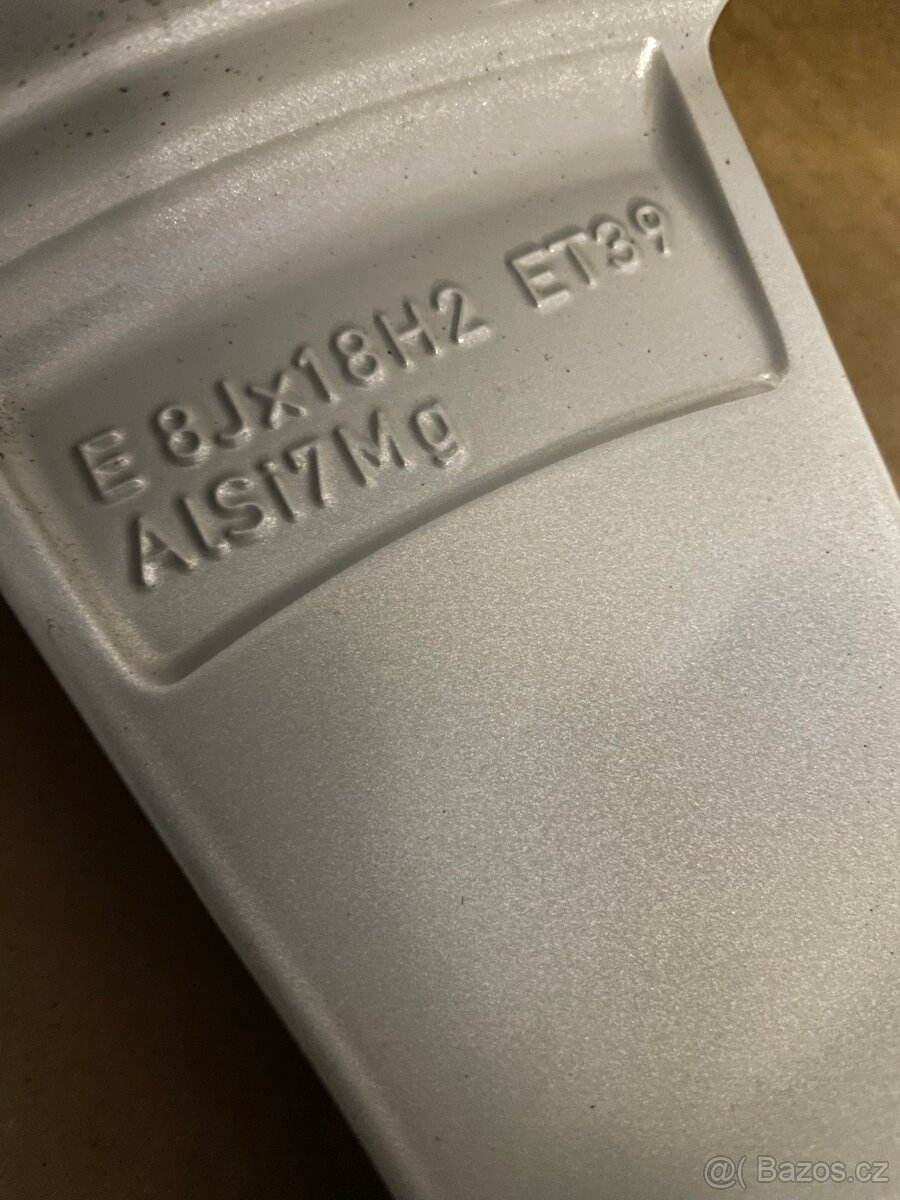 E 8Jx18H2 ET39
AlSi7Mg
@( Bazos.cz